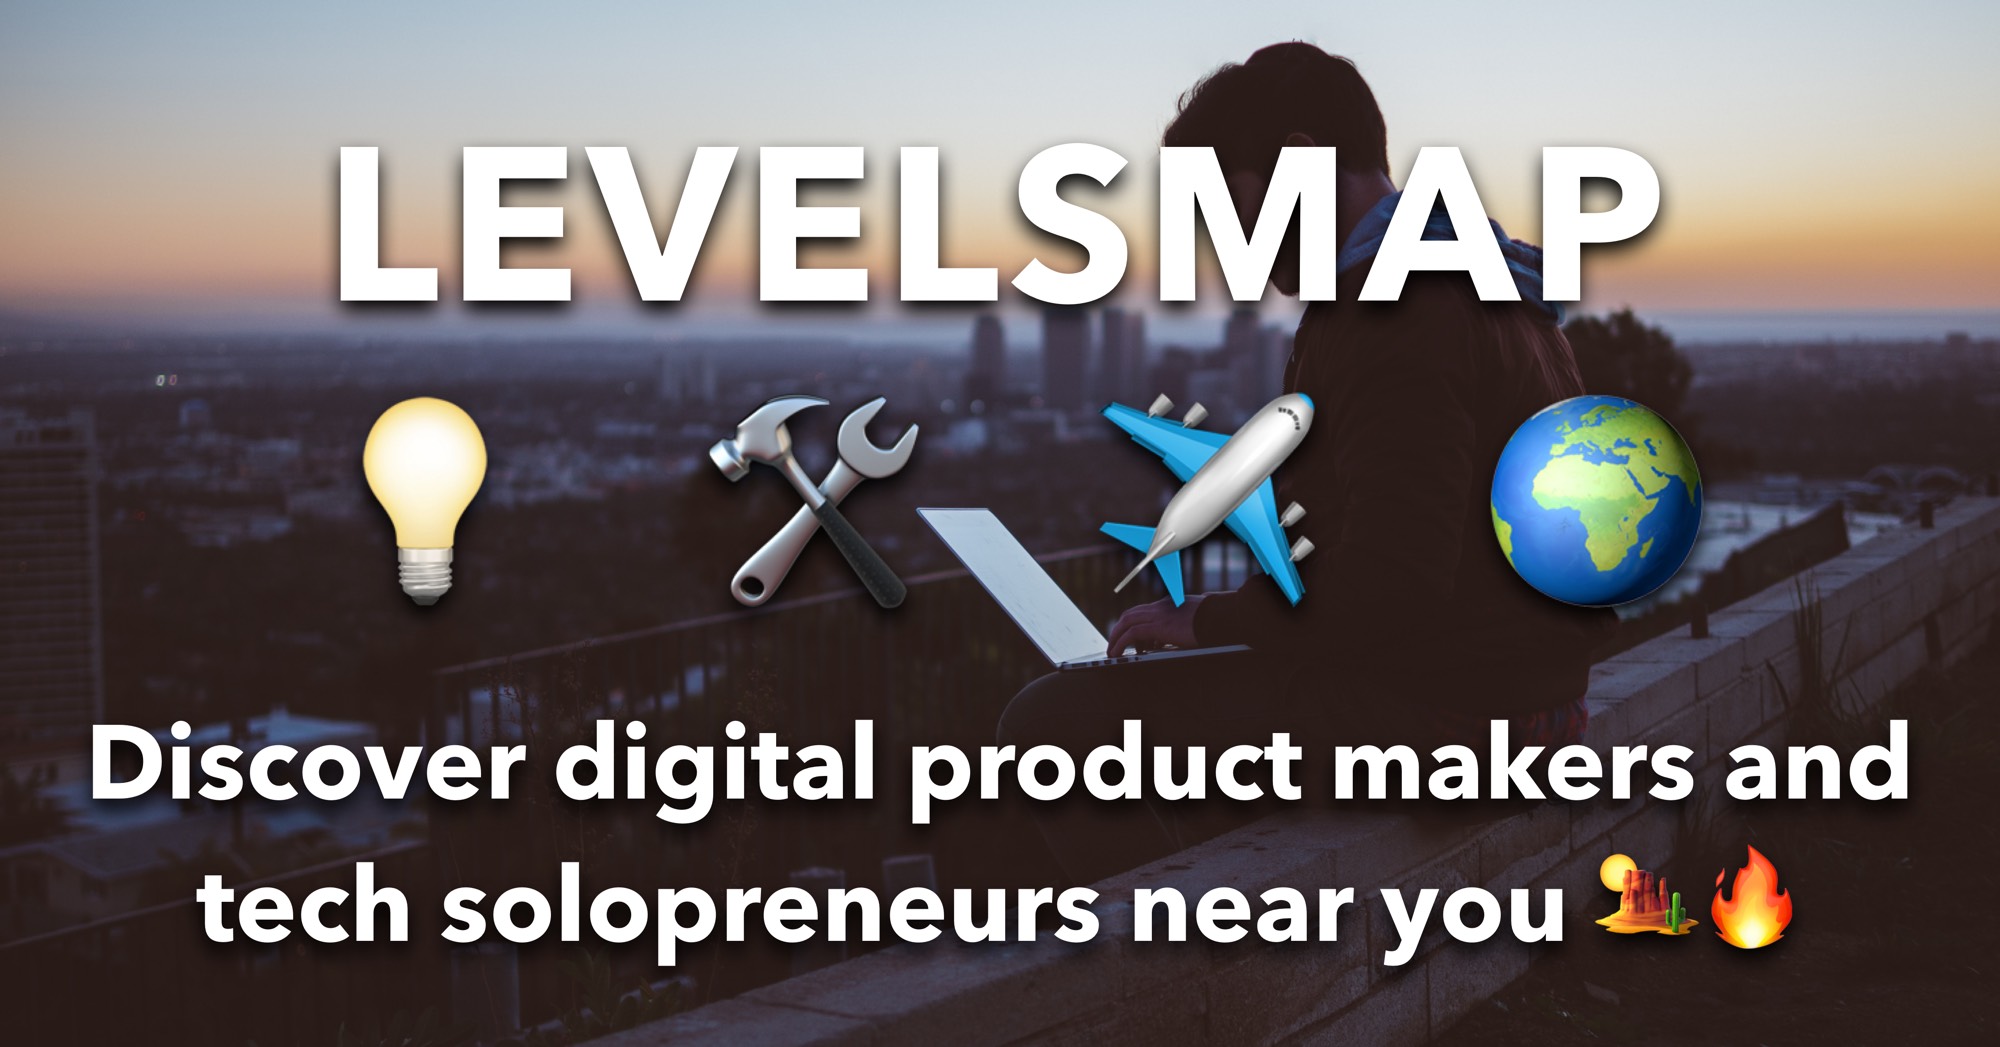 LEVELSMAP
💡 🛠️ ✈️ 🌍
Discover digital product makers and
tech solopreneurs near you 🏜️🔥